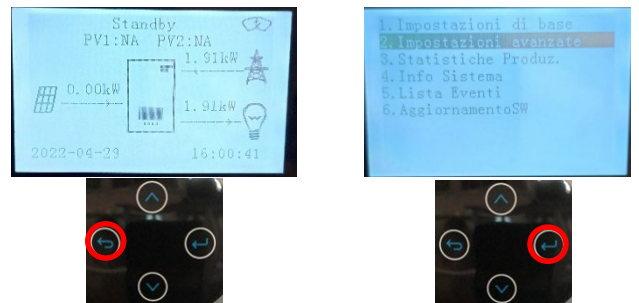 Standby
PV1:NA PV2:NA
1.91kW
0.00kW
1.91kW
2022-04-29 16:00:41
1.Impostazioni di base
2.Impostazioni avanzate
3.Statistiche Produz.
4.Info Sistema
5.Lista Eventi
6.AggiornamentoSW